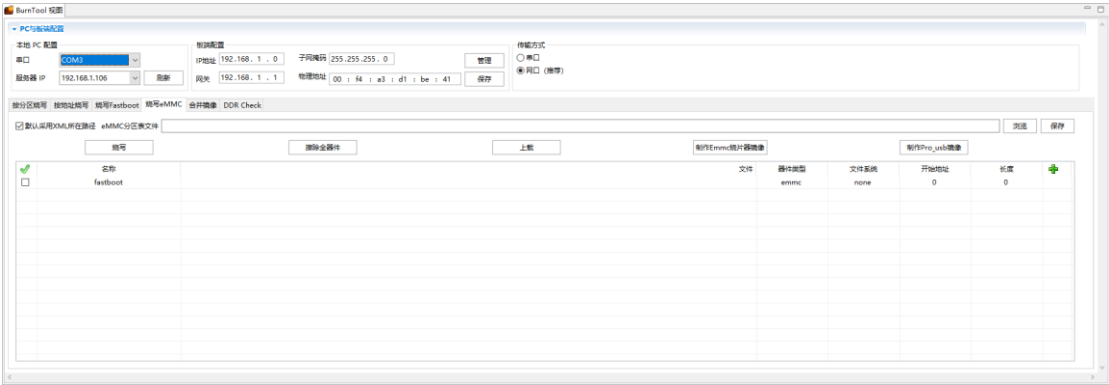 BurnTool 视图
PC与板端配置
本地 PC 配置 板端配置 传输方式
串口 COM3 IP地址 192.168. 1 . 0 子网掩码 255.255.255. 0 管理 串口
服务器 IP 192.168.1.106 刷新 网关 192.168. 1 . 1 物理地址 00 : f4 : a3 : d1 : be : 41 保存 网口 (推荐)
按分区烧写 按地址烧写 烧写Fastboot 烧写eMMC 合并镜像 DDR Check
默认采用XML所在路径 eMMC分区表文件 浏览 保存
烧写 擦除全器件 上载 制作Emmc烧片器镜像 制作Pro_usb镜像
名称 文件 器件类型 文件系统 开始地址 长度
fastboot emmc none 0 0